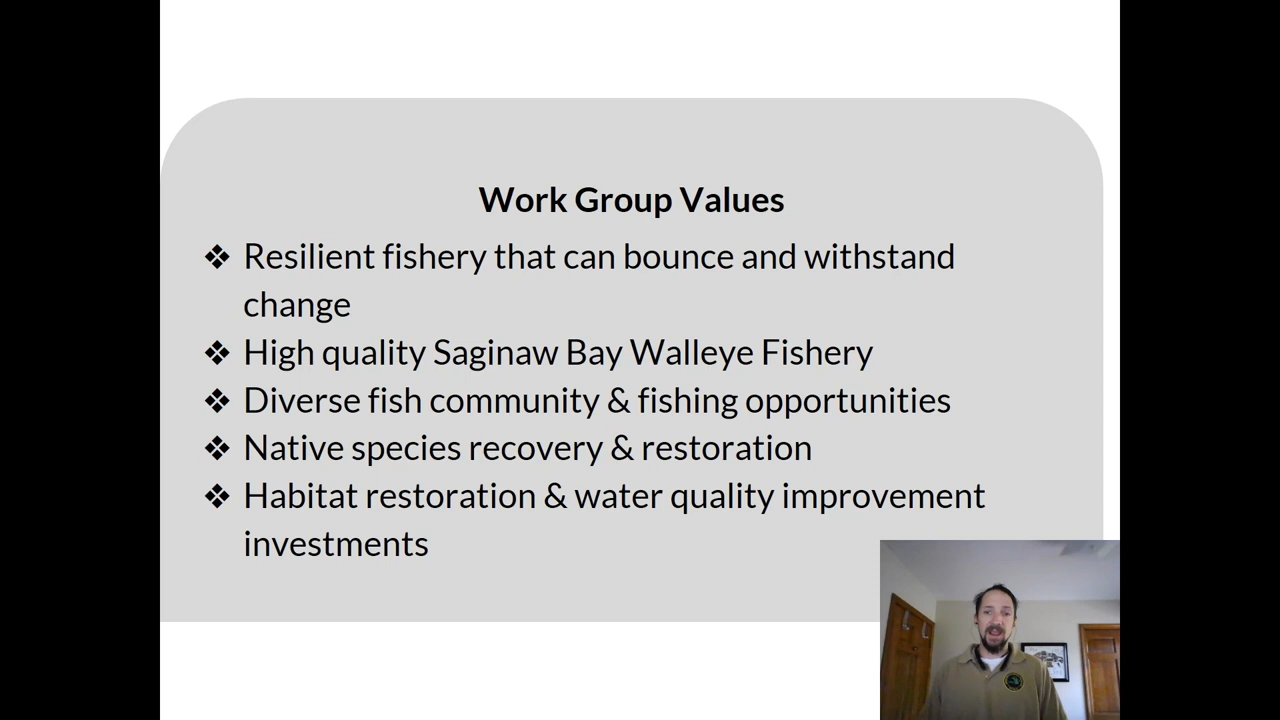 Work Group Values
❖ Resilient fishery that can bounce and withstand
change
❖ High quality Saginaw Bay Walleye Fishery
❖ Diverse fish community & fishing opportunities
❖ Native species recovery & restoration
❖ Habitat restoration & water quality improvement
investments